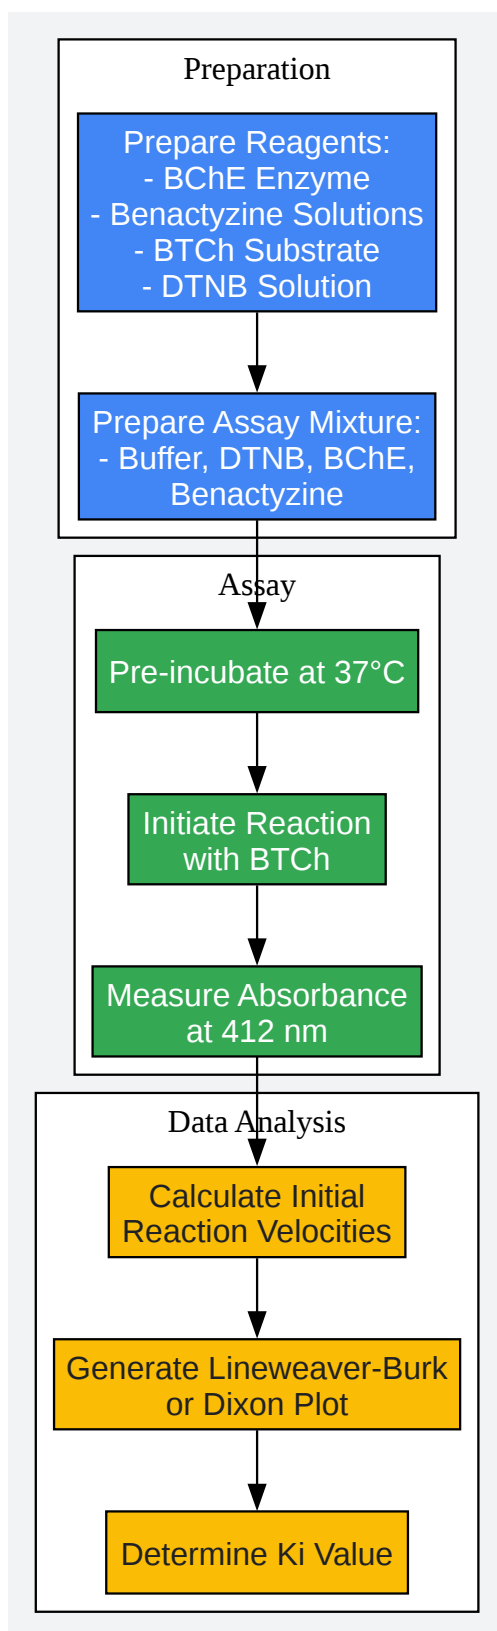 Preparation
Prepare Reagents:
- BChE Enzyme
- Benactyzine Solutions
- BTCh Substrate
- DTNB Solution
Prepare Assay Mixture:
- Buffer, DTNB, BChE,
Benactyzine
Assay
Pre-incubate at 37°C
Initiate Reaction
with BTCh
Measure Absorbance
at 412 nm
Data Analysis
Calculate Initial
Reaction Velocities
Generate Lineweaver-Burk
or Dixon Plot
Determine Ki Value